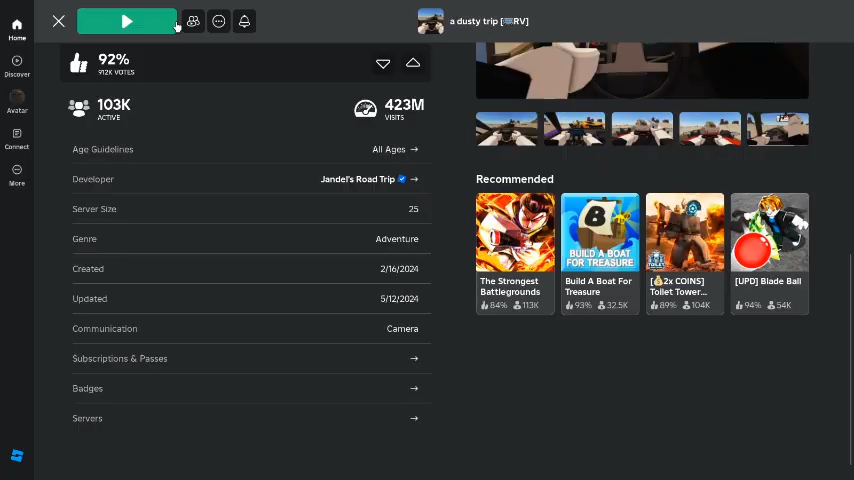 a dusty trip [🚐RV]
Home
Discover
Avatar
Connect
More
92%
912K VOTES
103K
ACTIVE
423M
VISITS
Age Guidelines
All Ages →
Developer
Jandel's Road Trip →
Server Size
25
Genre
Adventure
Created
2/16/2024
Updated
5/12/2024
Communication
Camera
Subscriptions & Passes →
Badges →
Servers →
Recommended
The Strongest
Battlegrounds
84% 113K
B
BUILD A BOAT
FOR TREASURE
Build A Boat For
Treasure
93% 32.5K
[💰2x COINS]
Toilet Tower...
89% 104K
[UPD] Blade Ball
94% 54K